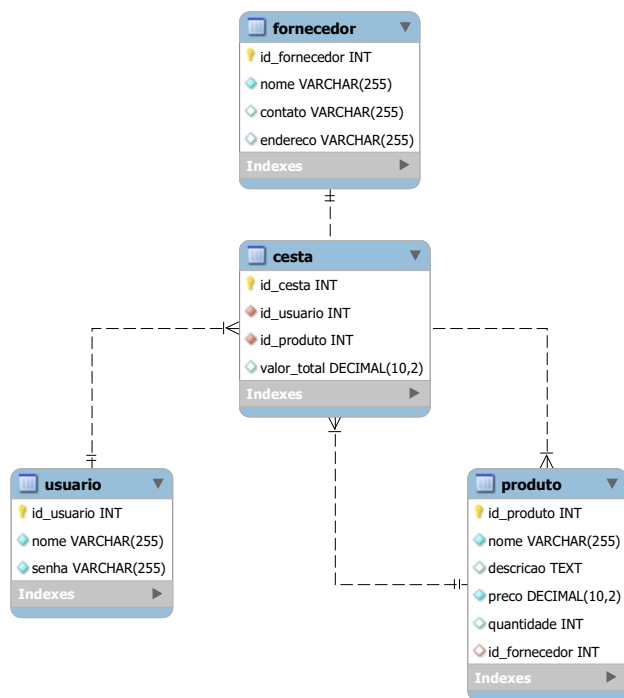 fornecedor
id_fornecedor INT
nome VARCHAR(255)
contato VARCHAR(255)
endereco VARCHAR(255)
Indexes
cesta
id_cesta INT
id_usuario INT
id_produto INT
valor_total DECIMAL(10,2)
Indexes
usuario
id_usuario INT
nome VARCHAR(255)
senha VARCHAR(255)
Indexes
produto
id_produto INT
nome VARCHAR(255)
descricao TEXT
preco DECIMAL(10,2)
quantidade INT
id_fornecedor INT
Indexes